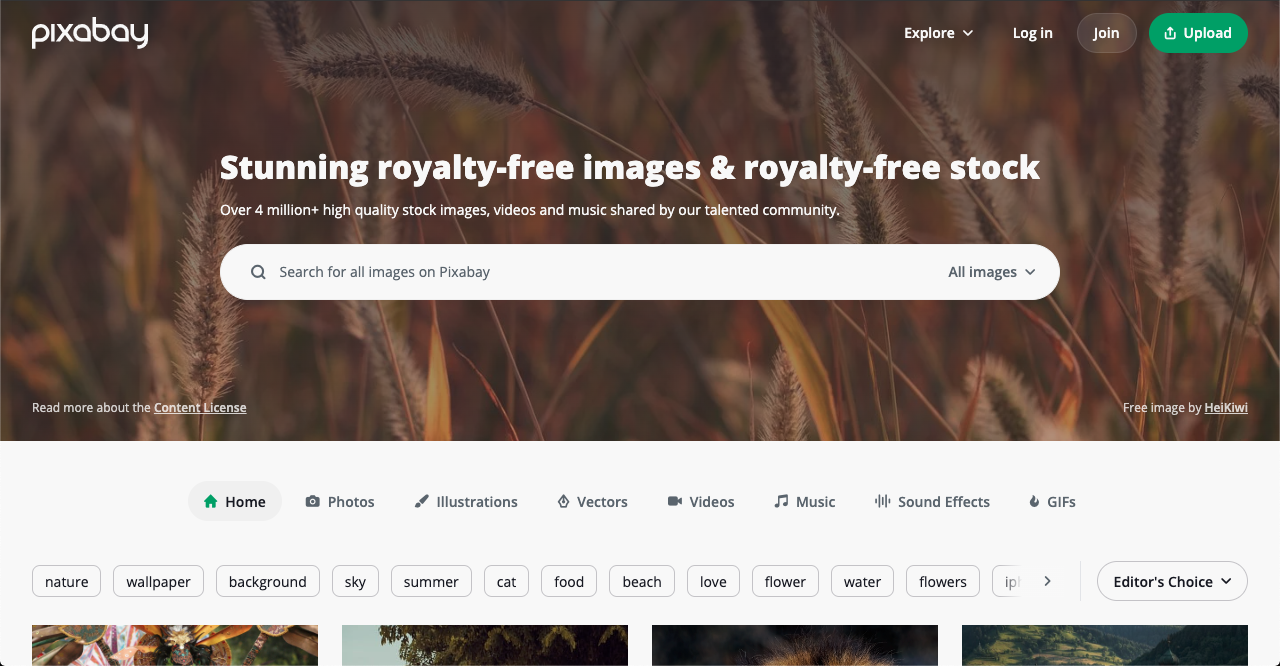 pixabay
Explore
Log in
Join
Upload
Stunning royalty-free images & royalty-free stock
Over 4 million+ high quality stock images, videos and music shared by our talented community.
Search for all images on Pixabay
All images
Read more about the Content License
Free image by HeiKiwi
Home
Photos
Illustrations
Vectors
Videos
Music
Sound Effects
GIFs
nature
wallpaper
background
sky
summer
cat
food
beach
love
flower
water
flowers
Editor's Choice